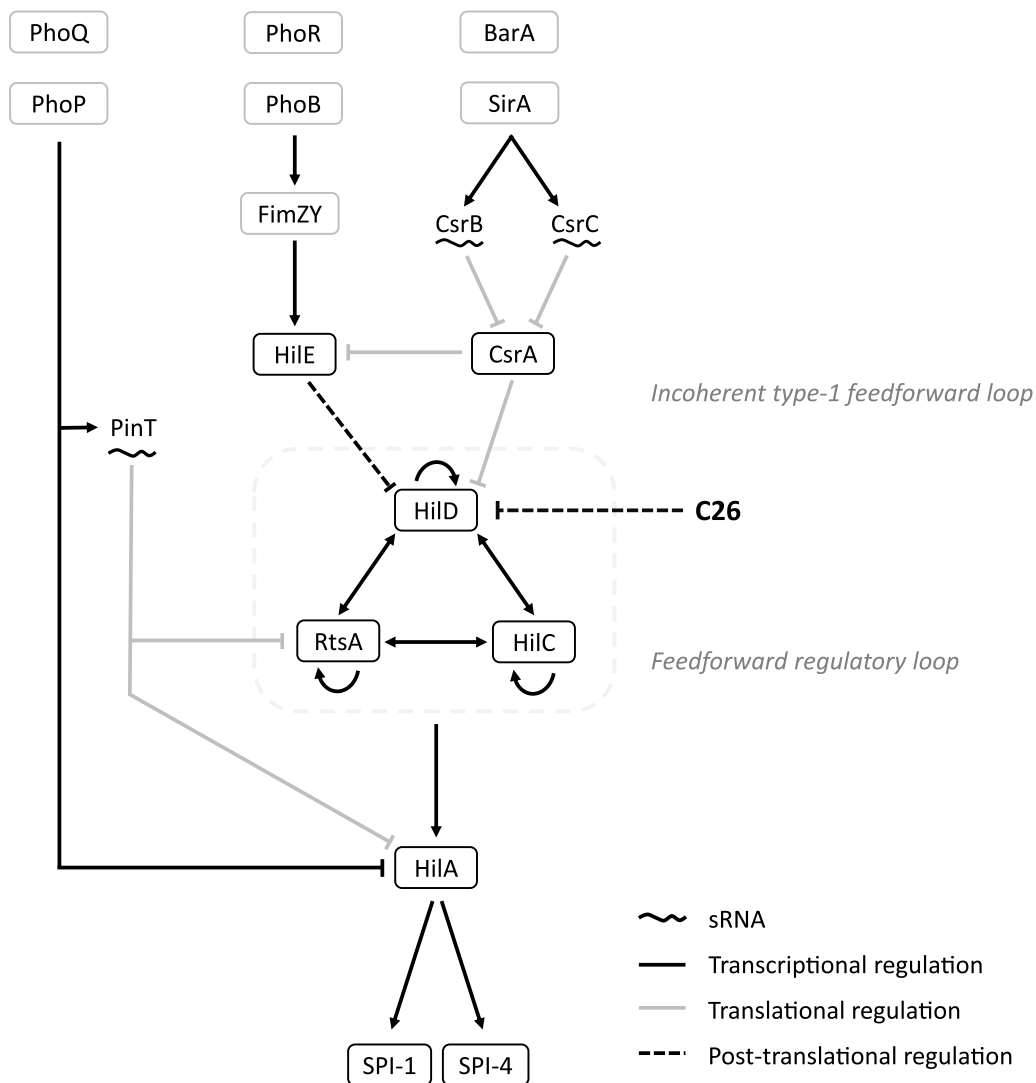 PhoQ
PhoR
BarA
PhoP
PhoB
SirA
FimZY
CsrB
CsrC
HilE
CsrA
Incoherent type-1 feedforward loop
PinT
HilD
C26
RtsA
HilC
Feedforward regulatory loop
HilA
sRNA
Transcriptional regulation
Translational regulation
Post-translational regulation
SPI-1
SPI-4